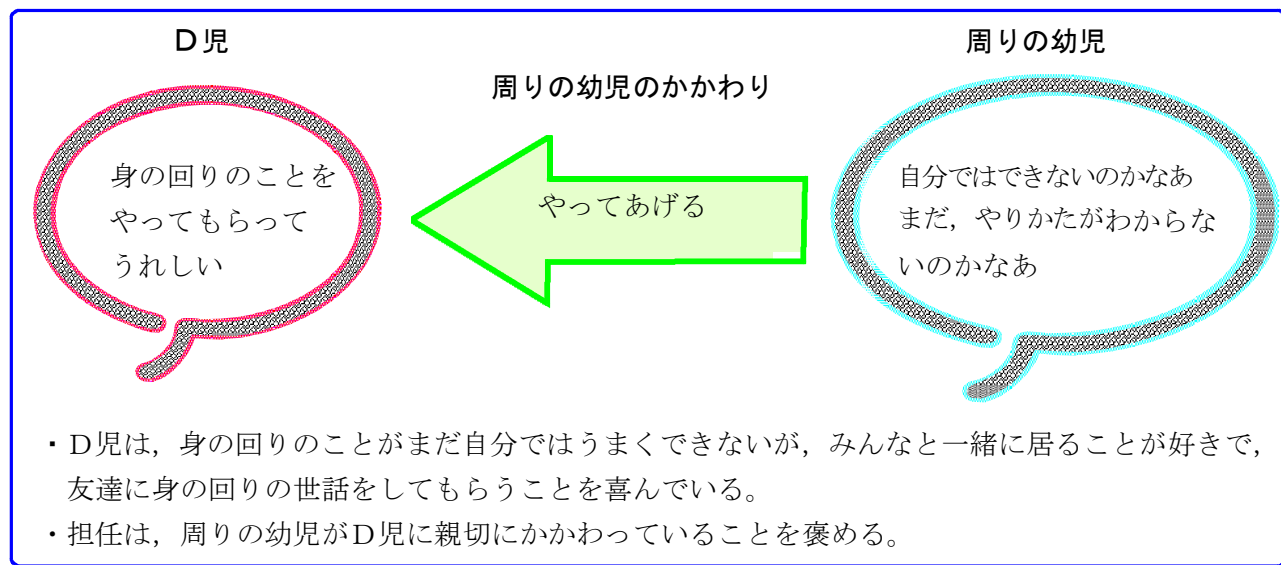 D児
周りの幼児
周りの幼児のかかわり
身の回りのことを
やってもらって
うれしい
やってあげる
自分ではできないのかなあ
まだ，やりかたがわからな
いのかなあ
・D児は，身の回りのことがまだ自分ではうまくできないが，みんなと一緒に居ることが好きで，
友達に身の回りの世話をしてもらうことを喜んでいる。
・担任は，周りの幼児がD児に親切にかかわっていることを褒める。